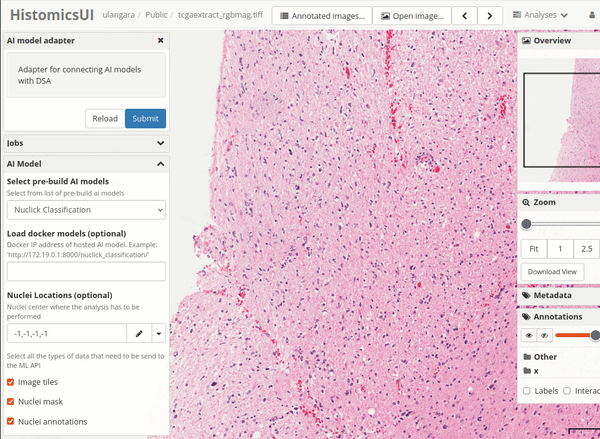 HistomicsUI ulangara / Public / tcgaextract_rgbmag.tiff Annotated images... Open image... Analyses
AI model adapter
Adapter for connecting AI models
with DSA
Reload Submit
Jobs
AI Model
Select pre-build AI models
Select from list of pre-build ai models
Nuclick Classification
Load docker models (optional)
Docker IP address of hosted AI model. Example:
'http://172.19.0.1:8000/nuclick_classification/"
Nuclei Locations (optional)
Nuclei center where the analysis has to be
performed
-1,-1,-1,-1
Select all the types of data that need to be send to
the ML API
Image tiles
Nuclei mask
Nuclei annotations
Overview
Zoom
Fit 1 2.5
Download View
Metadata
Annotations
Other
x
Labels Interac